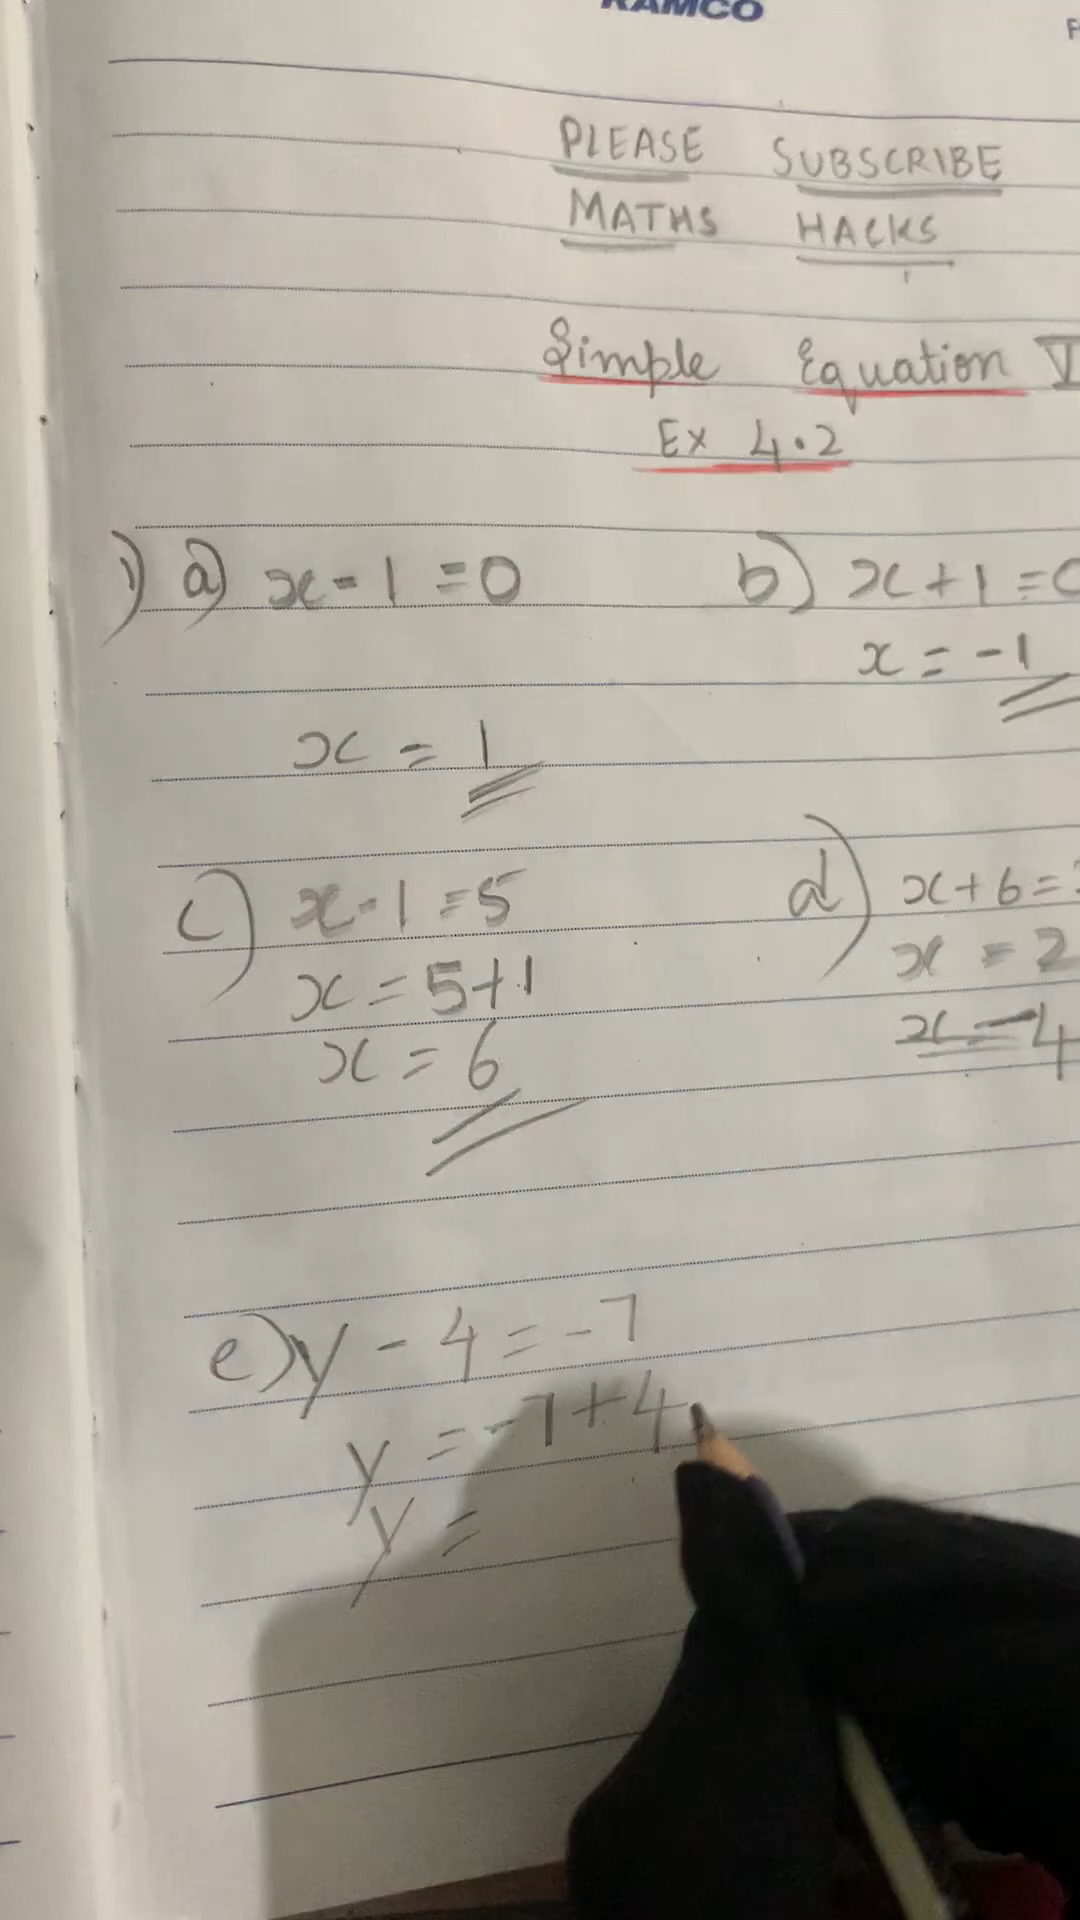 RAMCO
PLEASE SUBSCRIBE
MATHS HACKS
Simple Equation
Ex 4.2
1) a) x - 1 = 0
x = 1
b) x + 1 =
x = -1
c) x - 1 = 5
x = 5 + 1
x = 6
d) x + 6 =
x = 2
x = -4
e) y - 4 = -7
y = -7 + 4
y =